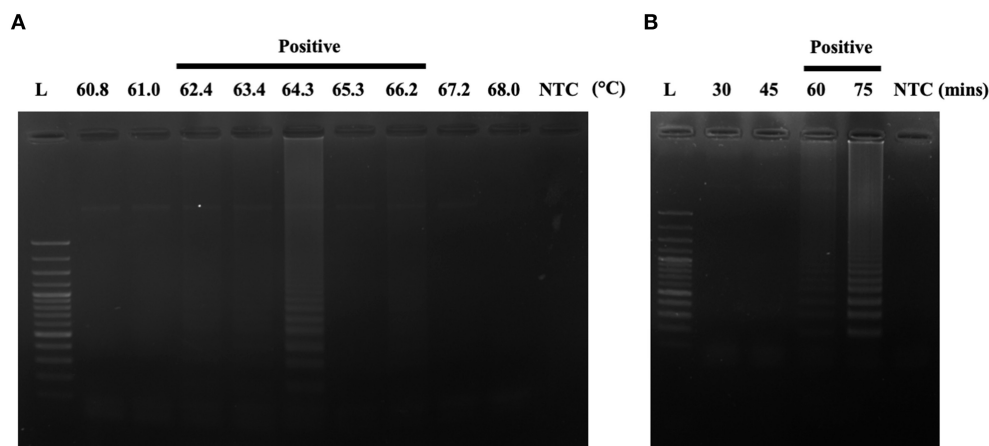 A
Positive
L 60.8 61.0 62.4 63.4 64.3 65.3 66.2 67.2 68.0 NTC (°C)
B
Positive
L 30 45 60 75 NTC (mins)